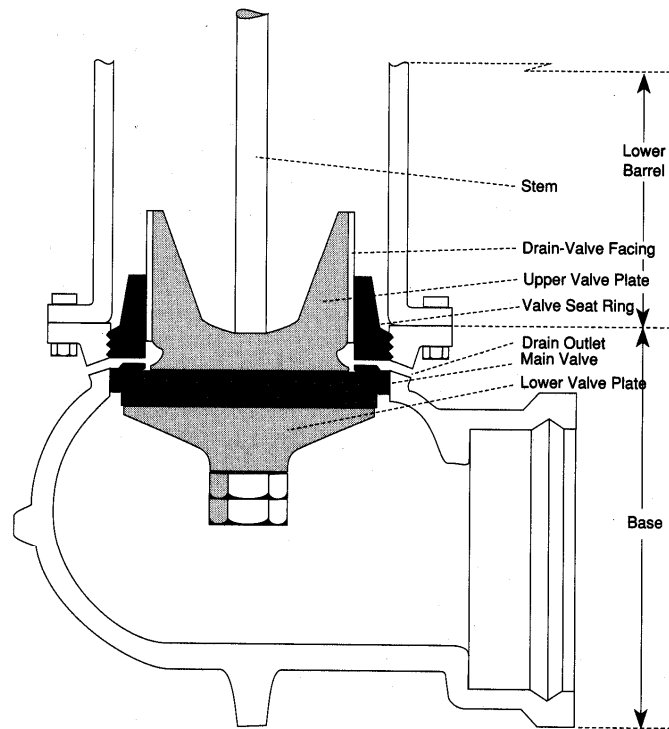 Lower
Barrel
Stem
Drain-Valve Facing
Upper Valve Plate
Valve Seat Ring
Drain Outlet
Main Valve
Lower Valve Plate
Base